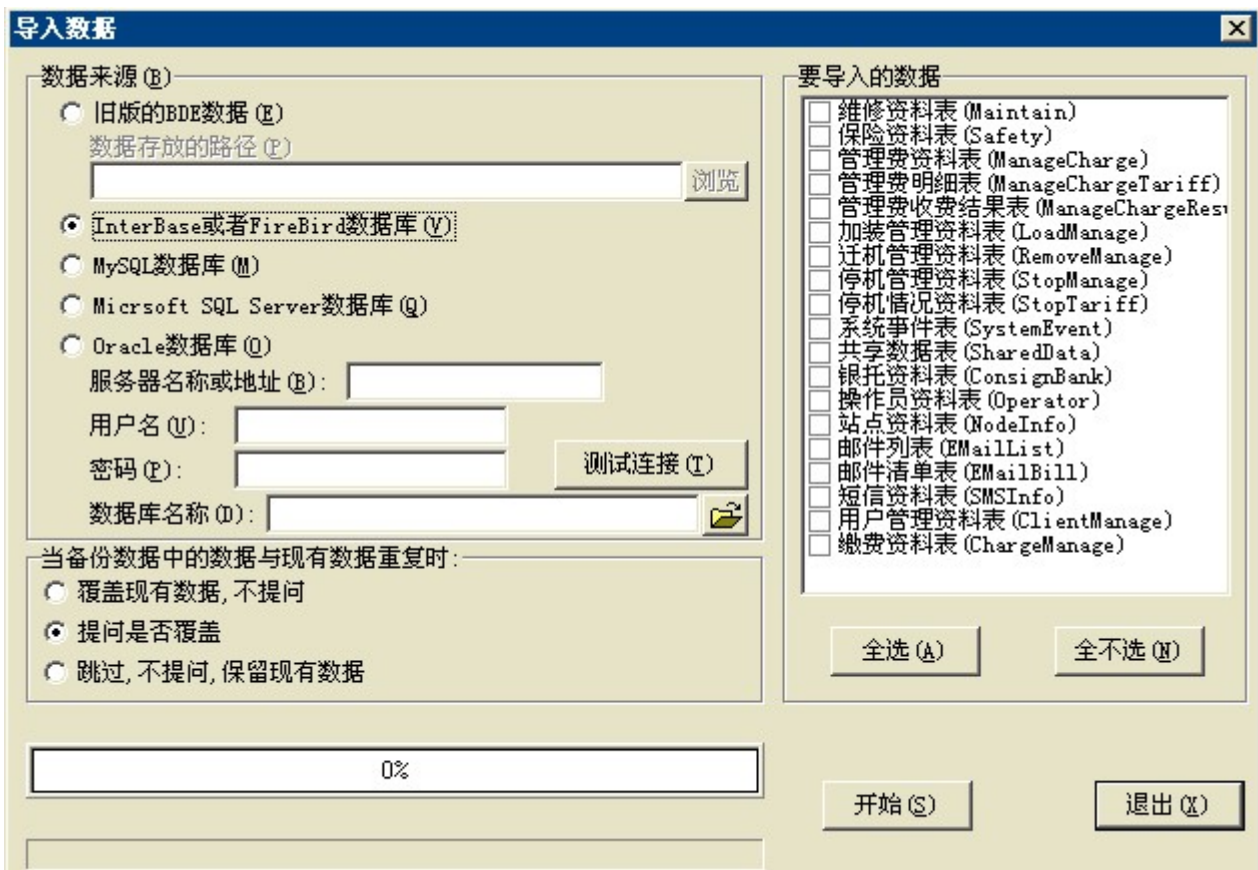 导入数据
数据来源(B)
旧版的BDE数据(E)
数据存放的路径(P)
浏览
InterBase或者FireBird数据库(V)
MySQL数据库(M)
Micrsoft SQL Server数据库(Q)
Oracle数据库(O)
服务器名称或地址(B):
用户名(U):
密码(P):
测试连接(T)
数据库名称(D):
当备份数据中的数据与现有数据重复时:
覆盖现有数据,不提问
提问是否覆盖
跳过,不提问,保留现有数据
0%
要导入的数据
维修资料表(Maintain)
保险资料表(Safety)
管理费资料表(ManageCharge)
管理费明细表(ManageChargeTariff)
管理费收费结果表(ManageChargeResu
加装管理资料表(LoadManage)
迁机管理资料表(RemoveManage)
停机管理资料表(StopManage)
停机情况资料表(StopTariff)
系统事件表(SystemEvent)
共享数据表(SharedData)
银托资料表(ConsignBank)
操作员资料表(Operator)
站点资料表(NodeInfo)
邮件列表(EMailList)
邮件清单表(EMailBill)
短信资料表(SMSInfo)
用户管理资料表(ClientManage)
缴费资料表(ChargeManage)
全选(A)
全不选(N)
开始(S)
退出(X)